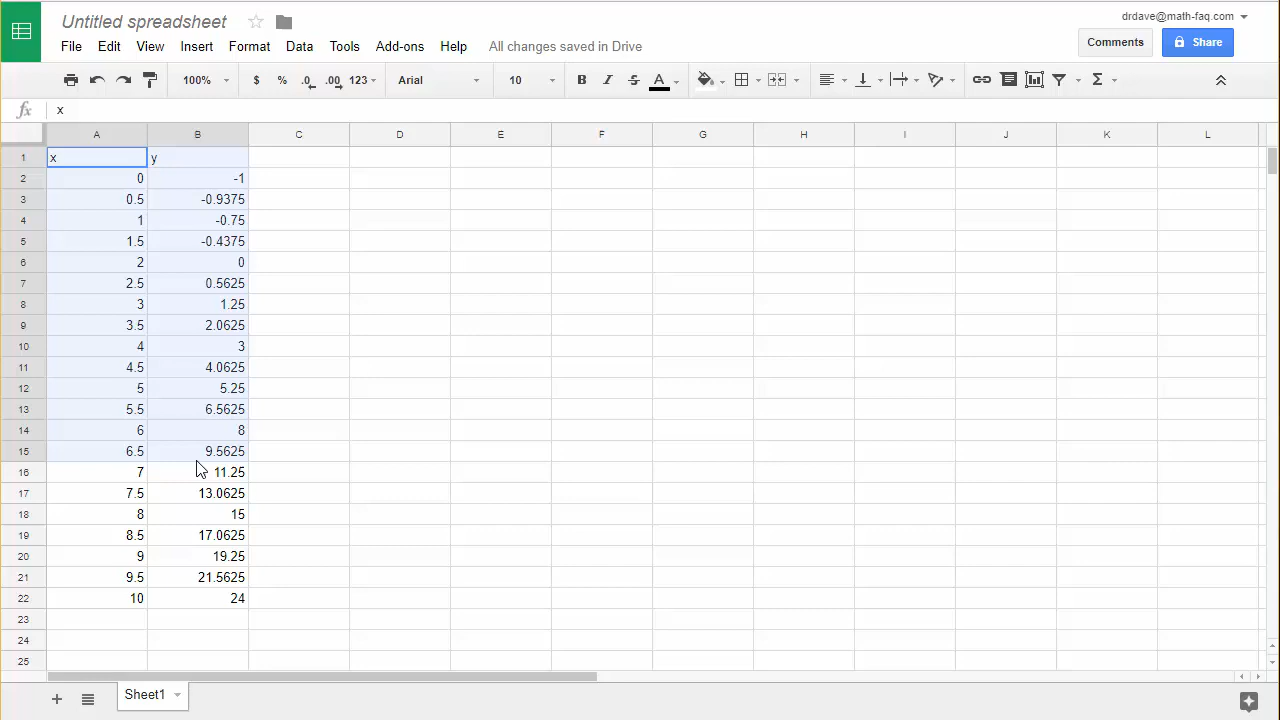 Untitled spreadsheet
drdave@math-faq.com
File Edit View Insert Format Data Tools Add-ons Help All changes saved in Drive
Comments Share
100% $ % .0 .00 123 Arial 10 B I S A Σ
fx x
A B C D E F G H I J K L
1 x y
2 0 -1
3 0.5 -0.9375
4 1 -0.75
5 1.5 -0.4375
6 2 0
7 2.5 0.5625
8 3 1.25
9 3.5 2.0625
10 4 3
11 4.5 4.0625
12 5 5.25
13 5.5 6.5625
14 6 8
15 6.5 9.5625
16 7 11.25
17 7.5 13.0625
18 8 15
19 8.5 17.0625
20 9 19.25
21 9.5 21.5625
22 10 24
23
24
25
Sheet1